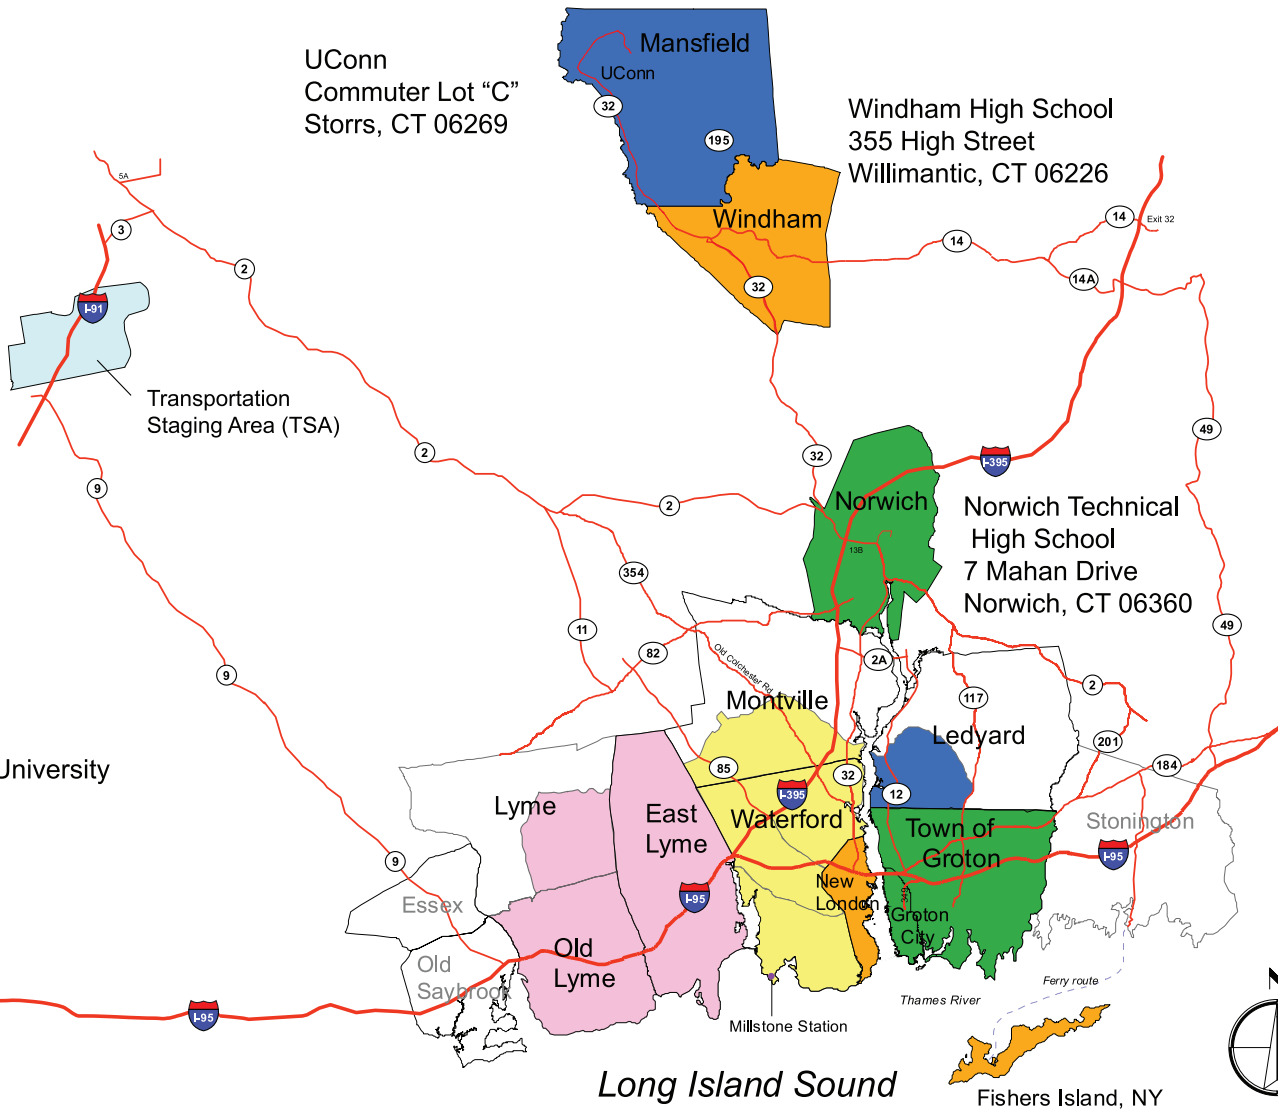 Mansfield
UConn
UConn
Commuter Lot “C”
Storrs, CT 06269
32
195
Windham High School
355 High Street
Willimantic, CT 06226
Windham
5A
3
2
14
14
Exit 32
14A
32
I-91
Transportation
Staging Area (TSA)
2
9
32
49
I-395
Norwich
Norwich Technical
High School
7 Mahan Drive
Norwich, CT 06360
2
13B
354
11
82
49
9
2A
Old Colchester Rd.
Montville
117
2
Ledyard
201
University
85
32
184
I-395
12
Lyme
East
Lyme
Waterford
Town of
Groton
Stonington
I-95
9
Essex
I-95
New
London
349
Groton
City
Old
Saybrook
Old
Lyme
I-95
Millstone Station
Thames River
Ferry route
N
Long Island Sound
Fishers Island, NY